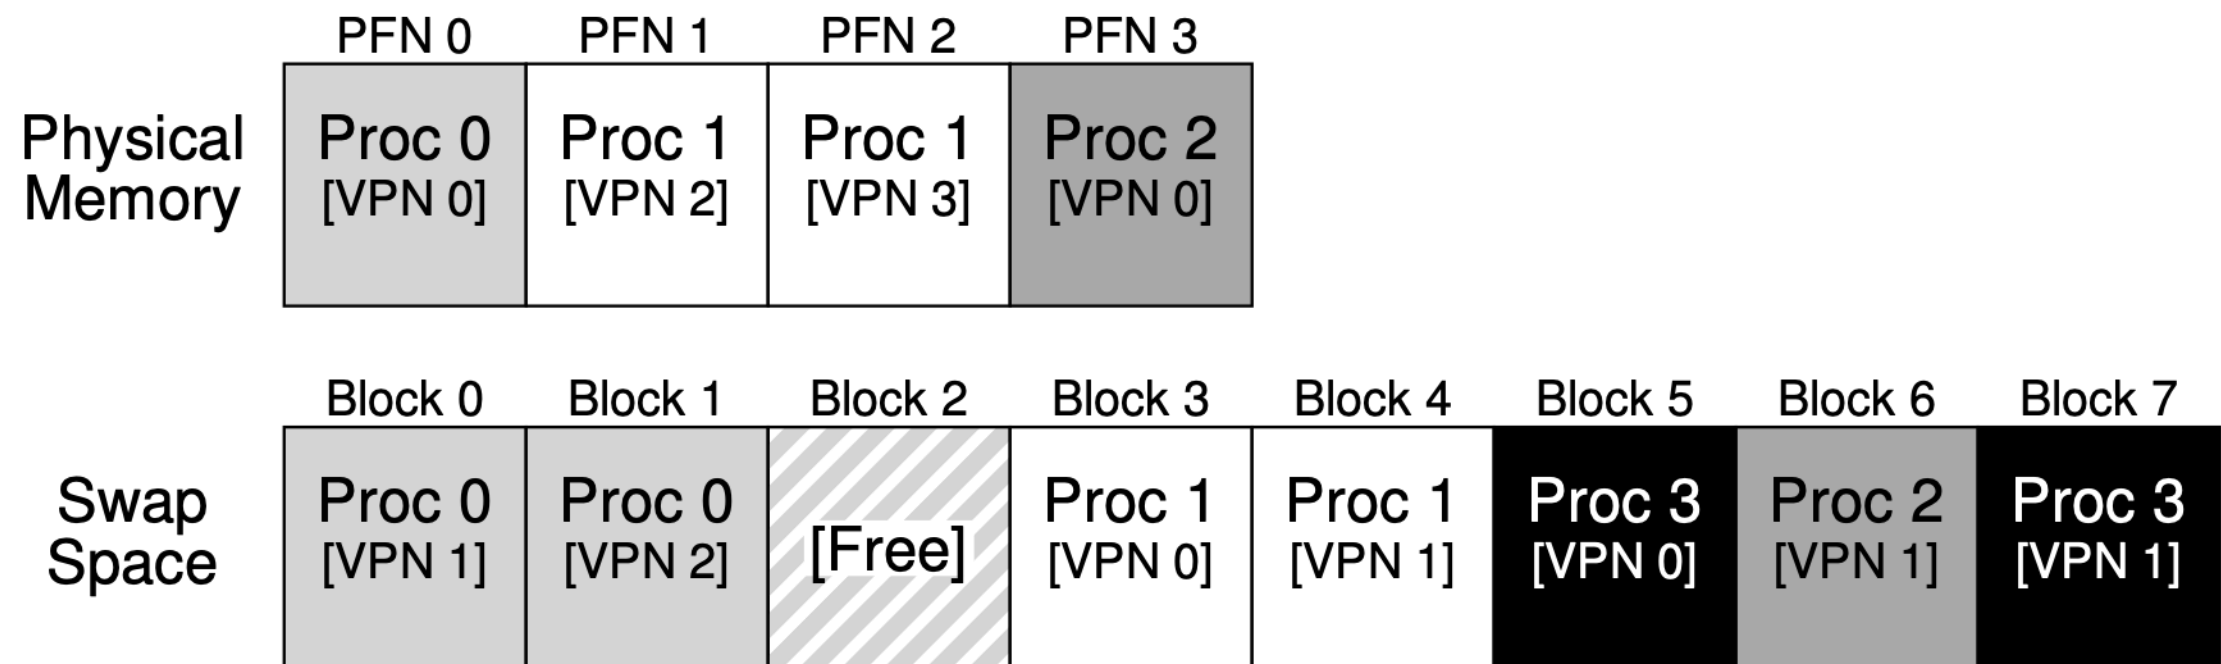 PFN 0 PFN 1 PFN 2 PFN 3
Physical Memory
Proc 0 Proc 1 Proc 1 Proc 2
[VPN 0] [VPN 2] [VPN 3] [VPN 0]
Block 0 Block 1 Block 2 Block 3 Block 4 Block 5 Block 6 Block 7
Swap Space
Proc 0 Proc 0 [Free] Proc 1 Proc 1 Proc 3 Proc 2 Proc 3
[VPN 1] [VPN 2] [VPN 0] [VPN 1] [VPN 0] [VPN 1] [VPN 1]